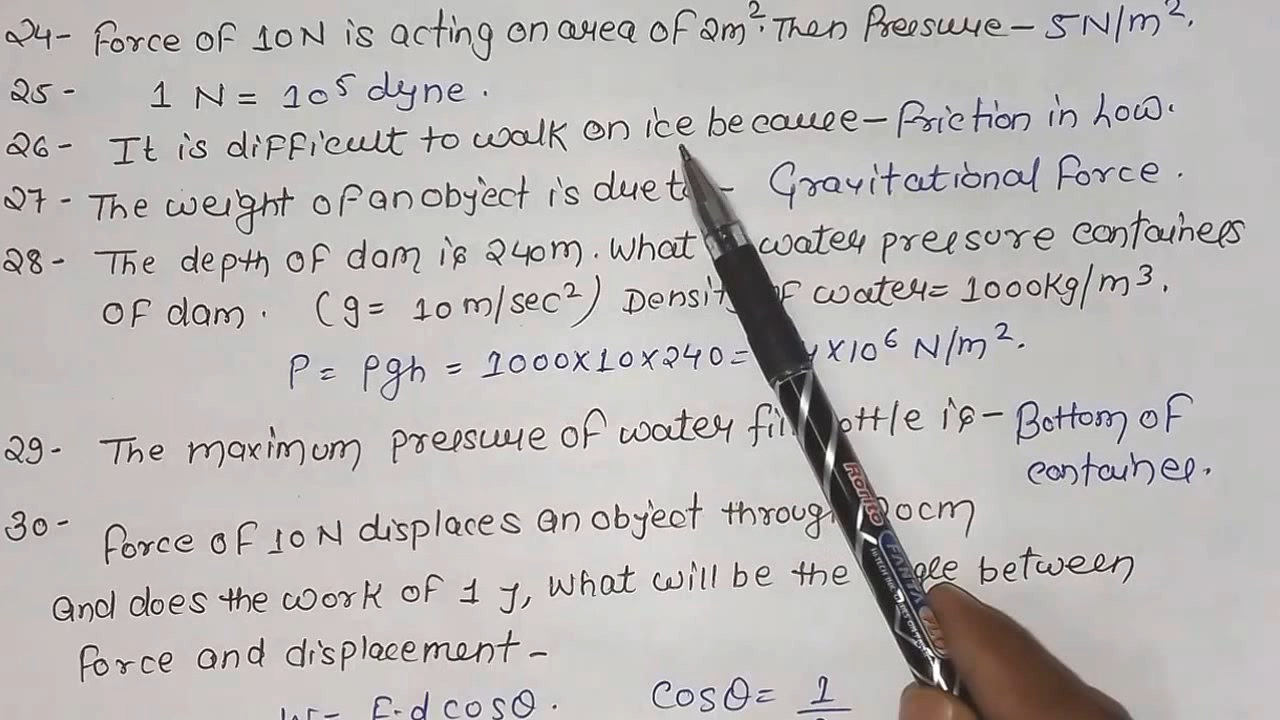 24- Force of 10N is acting on area of 2m². Then Pressure - 5N/m².
25- 1 N = 10⁵ dyne.
26- It is difficult to walk on ice because - Friction in Low.
27- The weight of an object is due - Gravitational Force.
28- The depth of dam is 240m. What water pressure containers
of dam. (g = 10 m/sec²) Density of water = 1000Kg/m³.
P = ρgh = 1000X10X240 = X10⁶ N/m².
29- The maximum pressure of water is - Bottom of
container.
30- Force of 10N displaces an object through cm
and does the work of 1 J, What will be the between
Force and displacement -
W = F.d cosθ. Cosθ = 1
Rorito
FANTA